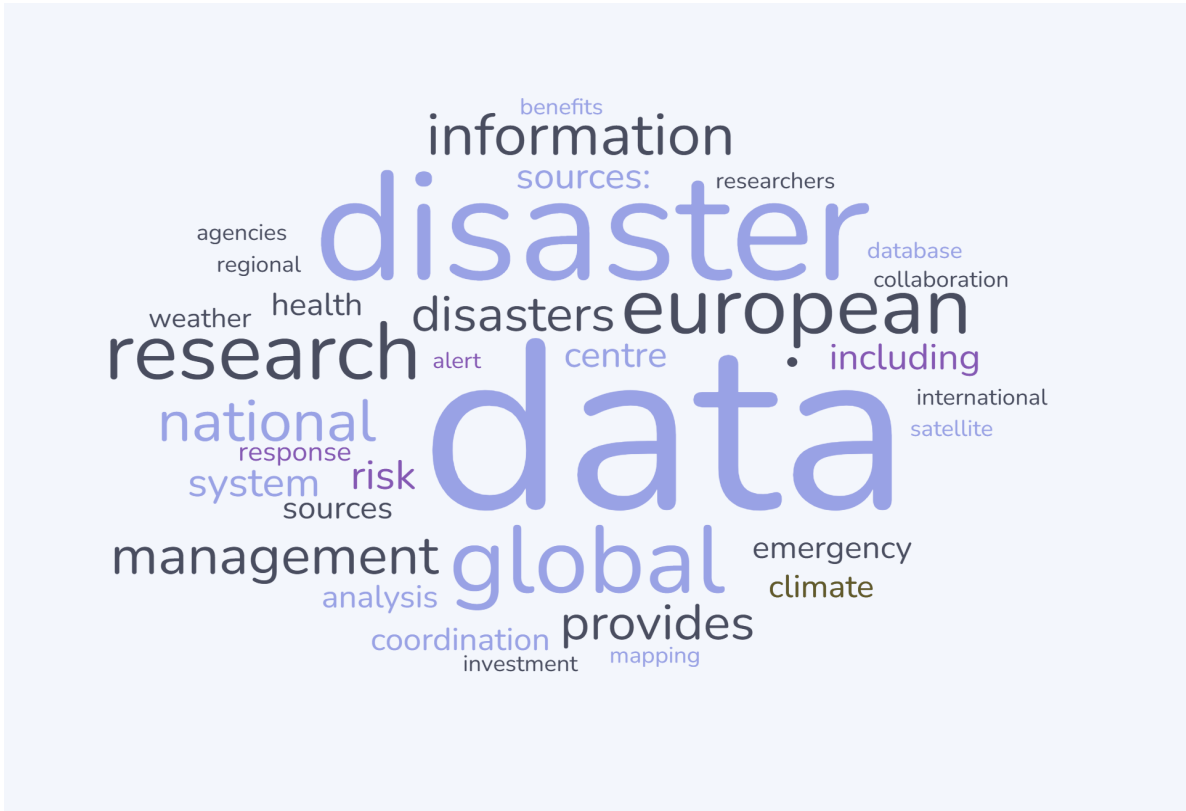 benefits
information
sources:
researchers
disaster
agencies
regional
database
collaboration
health
weather
disasters
european
research
alert
centre
•
including
data
national
international
satellite
response
risk
system
sources
management
global
emergency
climate
analysis
provides
coordination
mapping
investment